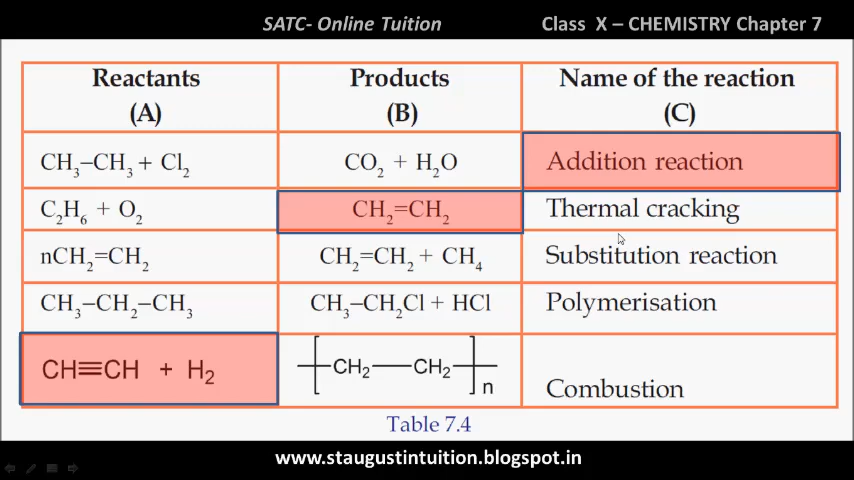 SATC- Online Tuition Class X – CHEMISTRY Chapter 7
Reactants (A) Products (B) Name of the reaction (C)
CH₃–CH₃ + Cl₂ CO₂ + H₂O Addition reaction
C₂H₆ + O₂ CH₂=CH₂ Thermal cracking
nCH₂=CH₂ CH₂=CH₂ + CH₄ Substitution reaction
CH₃–CH₂–CH₃ CH₃–CH₂Cl + HCl Polymerisation
CH≡CH + H₂ [CH₂—CH₂]n Combustion
Table 7.4
www.staugustintuition.blogspot.in